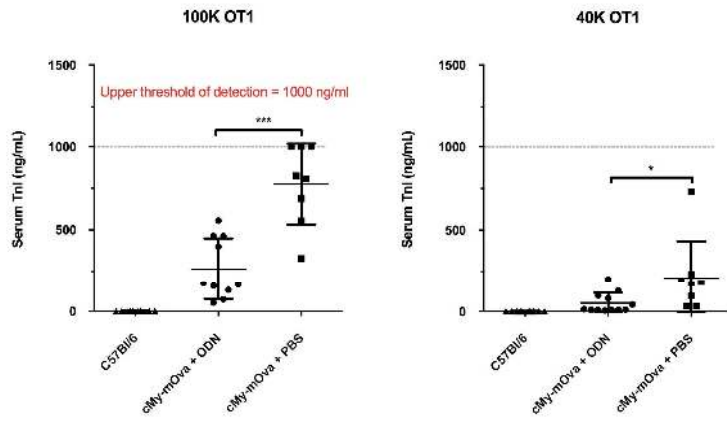 100K OT1
1500
1000
500
0
Serum TnI (ng/mL)
Upper threshold of detection = 1000 ng/ml
***
C57Bl/6
cMy-mOva + ODN
cMy-mOva + PBS
40K OT1
1500
1000
500
0
Serum TnI (ng/mL)
*
C57Bl/6
cMy-mOva + ODN
cMy-mOva + PBS